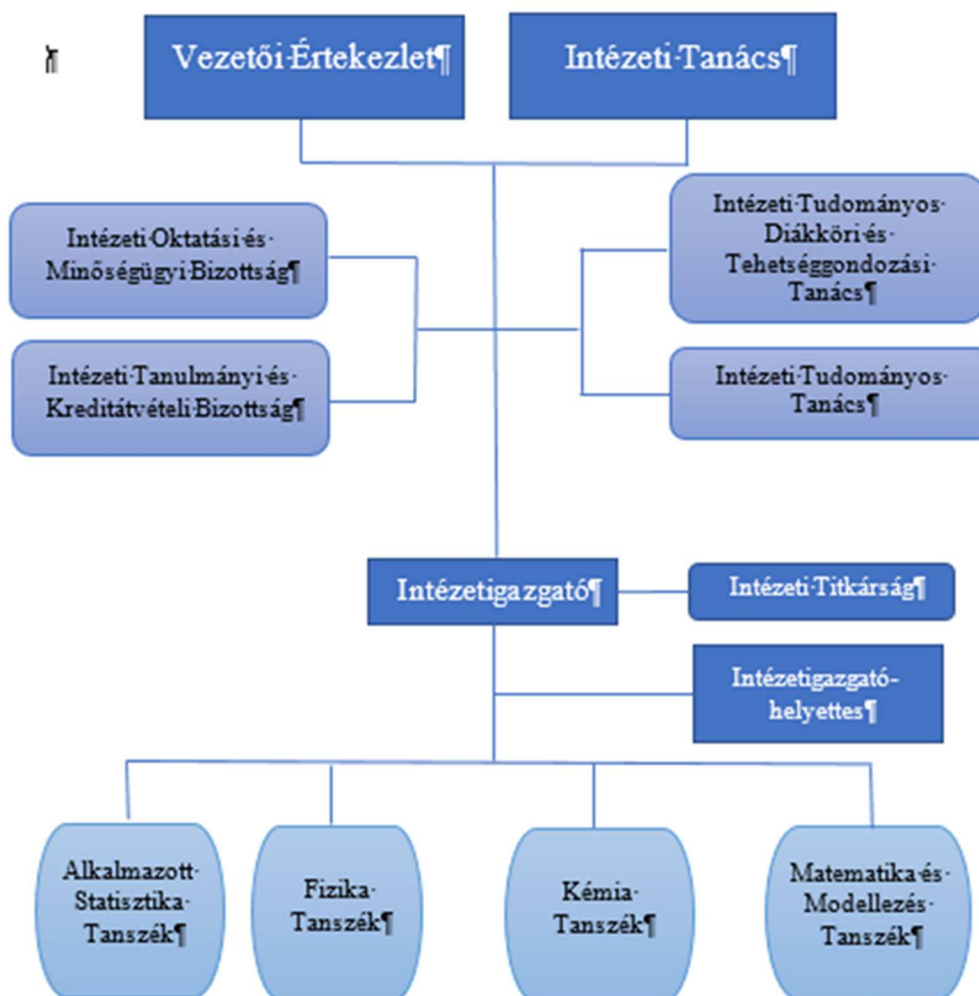 ¶
Vezetői·Értekezlet¶
Intézeti·Tanács¶
Intézeti·Oktatási·és·
Minőségügyi·Bizottság¶
Intézeti·Tudományos·
Diákköri·és·
Tehetséggondozási·
Tanács¶
Intézeti·Tanulmányi·és·
Kreditátvételi·Bizottság¶
Intézeti·Tudományos·
Tanács¶
Intézetigazgató¶
Intézeti·Titkárság¶
Intézetigazgató-
helyettes¶
Alkalmazott·
Statisztika·
Tanszék¶
Fizika·
Tanszék¶
Kémia·
Tanszék¶
Matematika·és·
Modellezés·
Tanszék¶